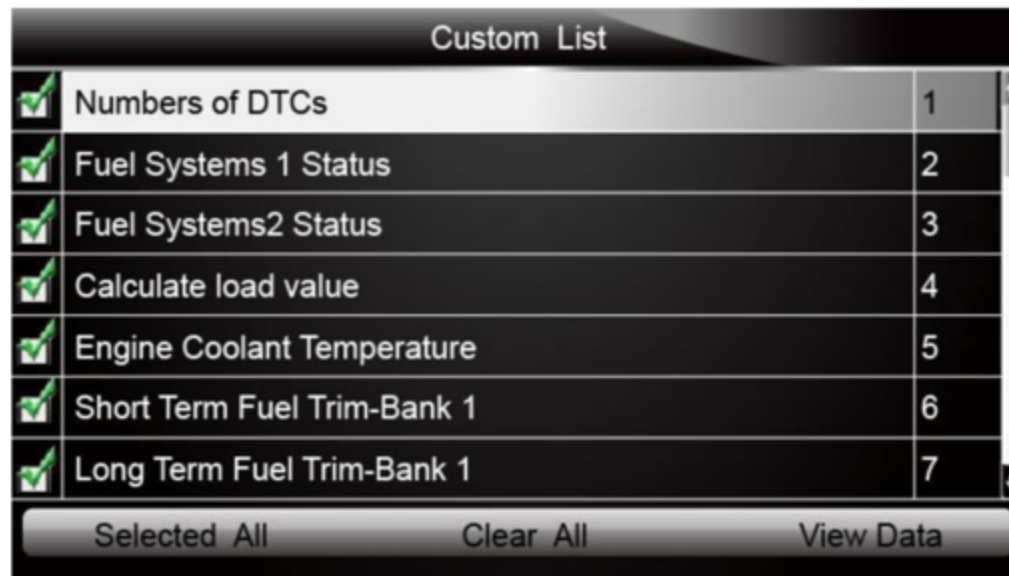 Custom List
Numbers of DTCs 1
Fuel Systems 1 Status 2
Fuel Systems2 Status 3
Calculate load value 4
Engine Coolant Temperature 5
Short Term Fuel Trim-Bank 1 6
Long Term Fuel Trim-Bank 1 7
Selected All Clear All View Data